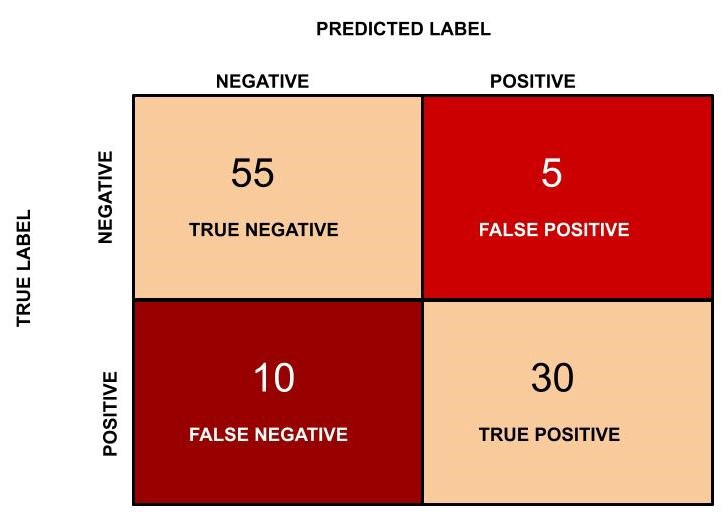 PREDICTED LABEL
NEGATIVE
POSITIVE
TRUE LABEL
NEGATIVE
55
TRUE NEGATIVE
5
FALSE POSITIVE
POSITIVE
10
FALSE NEGATIVE
30
TRUE POSITIVE